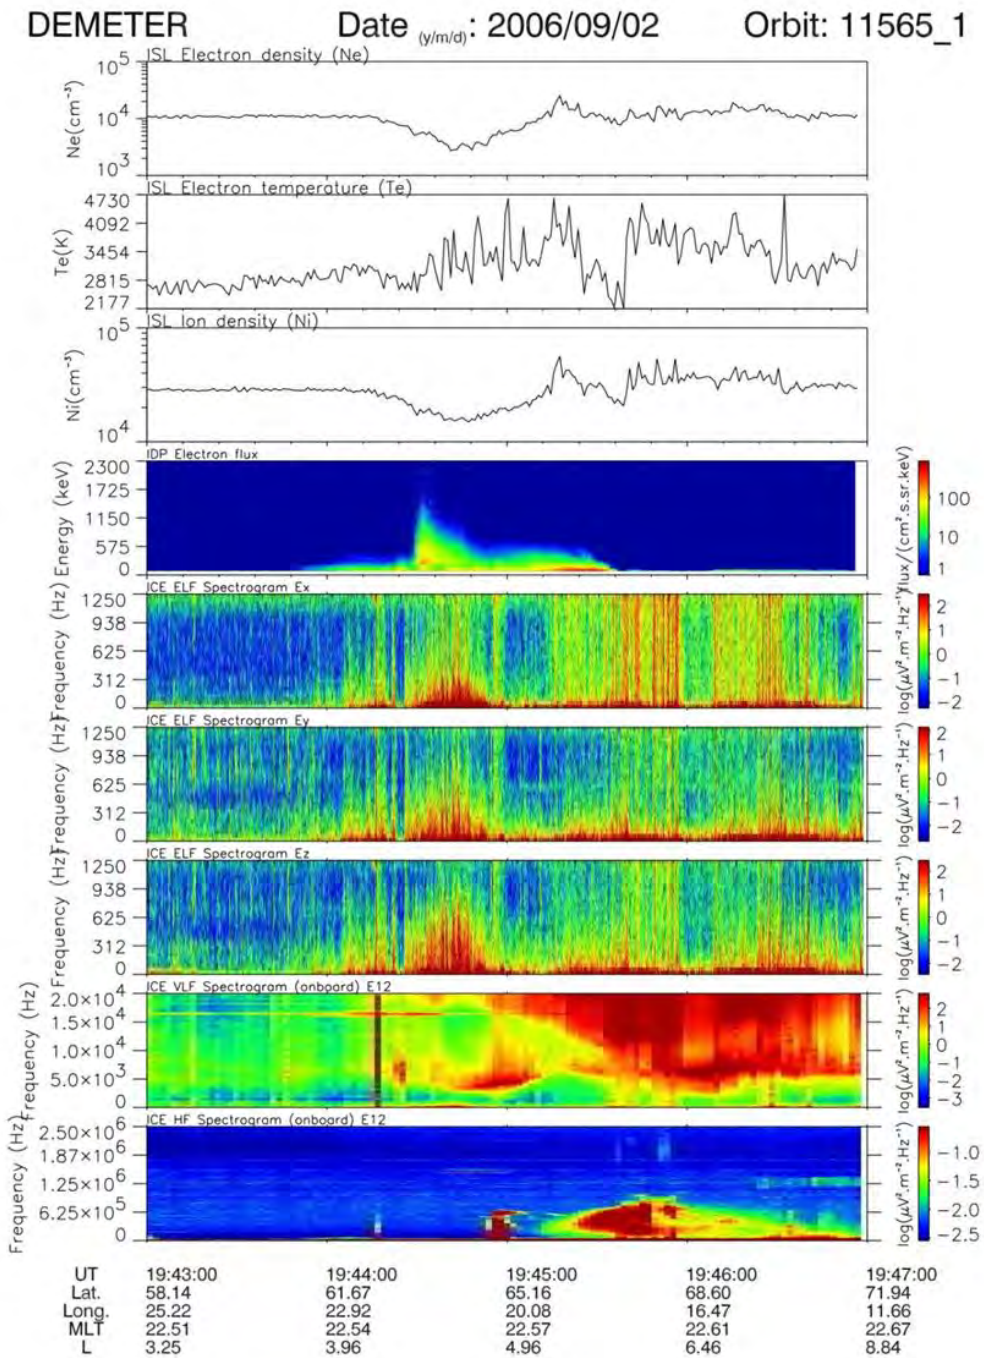 DEMETER Date (y/m/d): 2006/09/02 Orbit: 11565_1
ISL Electron density (Ne)
10^5
10^4
10^3
Ne(cm⁻³)
ISL Electron temperature (Te)
4730
4092
3454
2815
2177
Te(K)
ISL Ion density (Ni)
10^5
10^4
Ni(cm⁻³)
IDP Electron flux
2300
1725
1150
575
0
Energy (keV)
100
10
1
flux/(cm².s.sr.keV)
ICE ELF Spectrogram Ex
1250
938
625
312
0
Frequency (Hz)
2
1
0
−1
−2
log(μV².m⁻².Hz⁻¹)
ICE ELF Spectrogram Ey
1250
938
625
312
0
Frequency (Hz)
2
1
0
−1
−2
log(μV².m⁻².Hz⁻¹)
ICE ELF Spectrogram Ez
1250
938
625
312
0
Frequency (Hz)
2
1
0
−1
−2
log(μV².m⁻².Hz⁻¹)
ICE VLF Spectrogram (onboard) E12
2.0×10^4
1.5×10^4
1.0×10^4
5.0×10^3
0
Frequency (Hz)
2
1
0
−1
−2
−3
log(μV².m⁻².Hz⁻¹)
ICE HF Spectrogram (onboard) E12
2.50×10^6
1.87×10^6
1.25×10^6
6.25×10^5
0
Frequency (Hz)
−1.0
−1.5
−2.0
−2.5
log(μV².m⁻².Hz⁻¹)
UT 19:43:00 19:44:00 19:45:00 19:46:00 19:47:00
Lat. 58.14 61.67 65.16 68.60 71.94
Long. 25.22 22.92 20.08 16.47 11.66
MLT 22.51 22.54 22.57 22.61 22.67
L 3.25 3.96 4.96 6.46 8.84